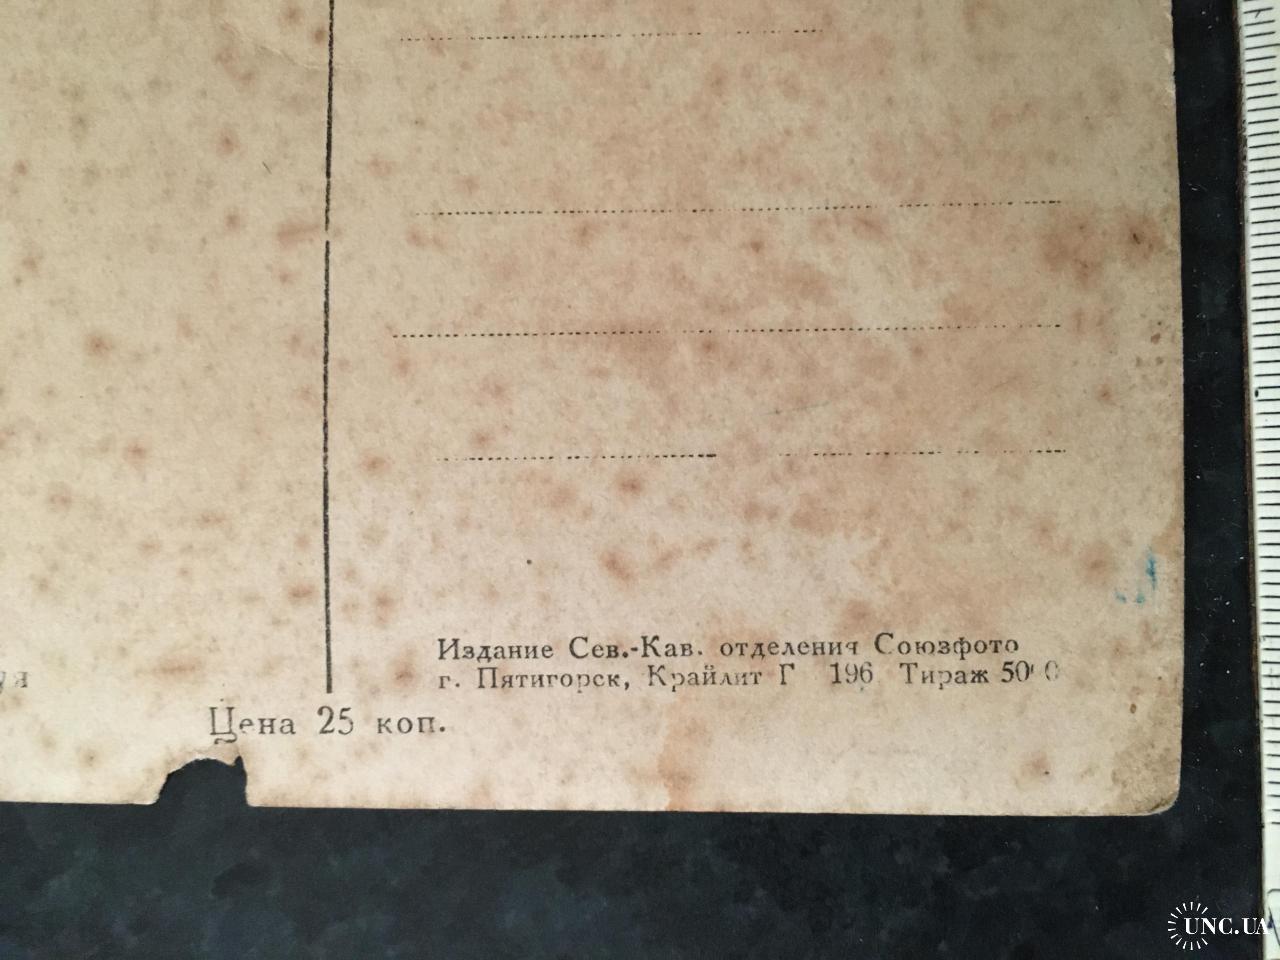 Издание Сев.-Кав. отделения Союзфото
г. Пятигорск, Крайлит Г 196 Тираж
Цена 25 коп.
UNC.UA